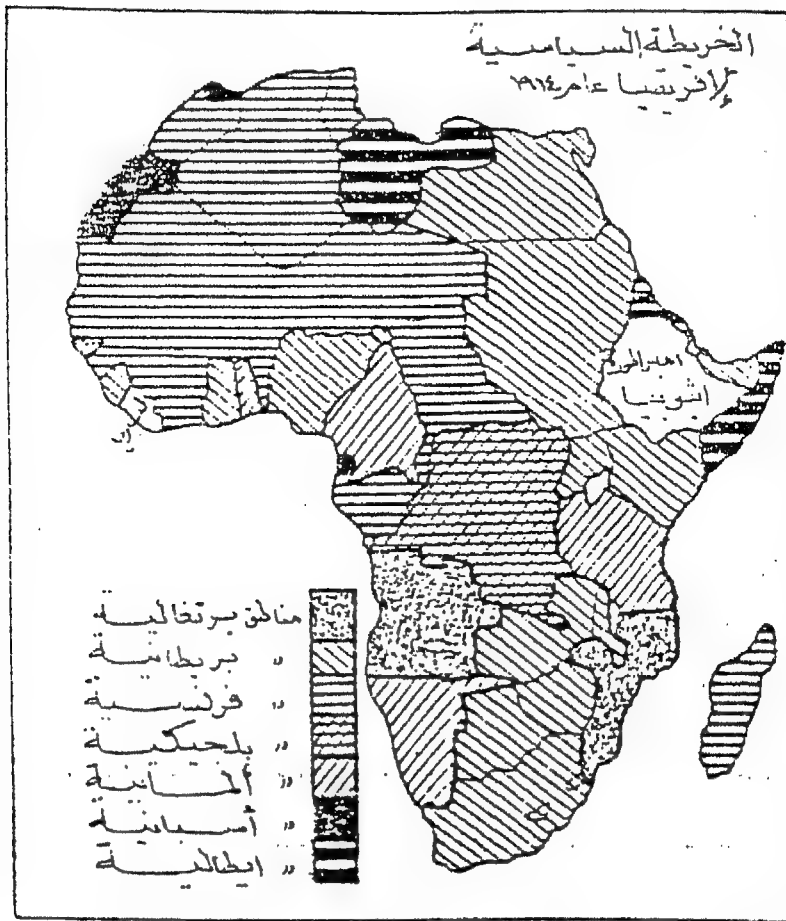 الخريطة السياسية
لإفريقيا عام ١٩١٤
امبراطورية
اثيوبيا
مناطق برتغالية
" بريطانية
" فرنسية
" بلجيكية
" ألمانية
" أسبانية
" ايطالية